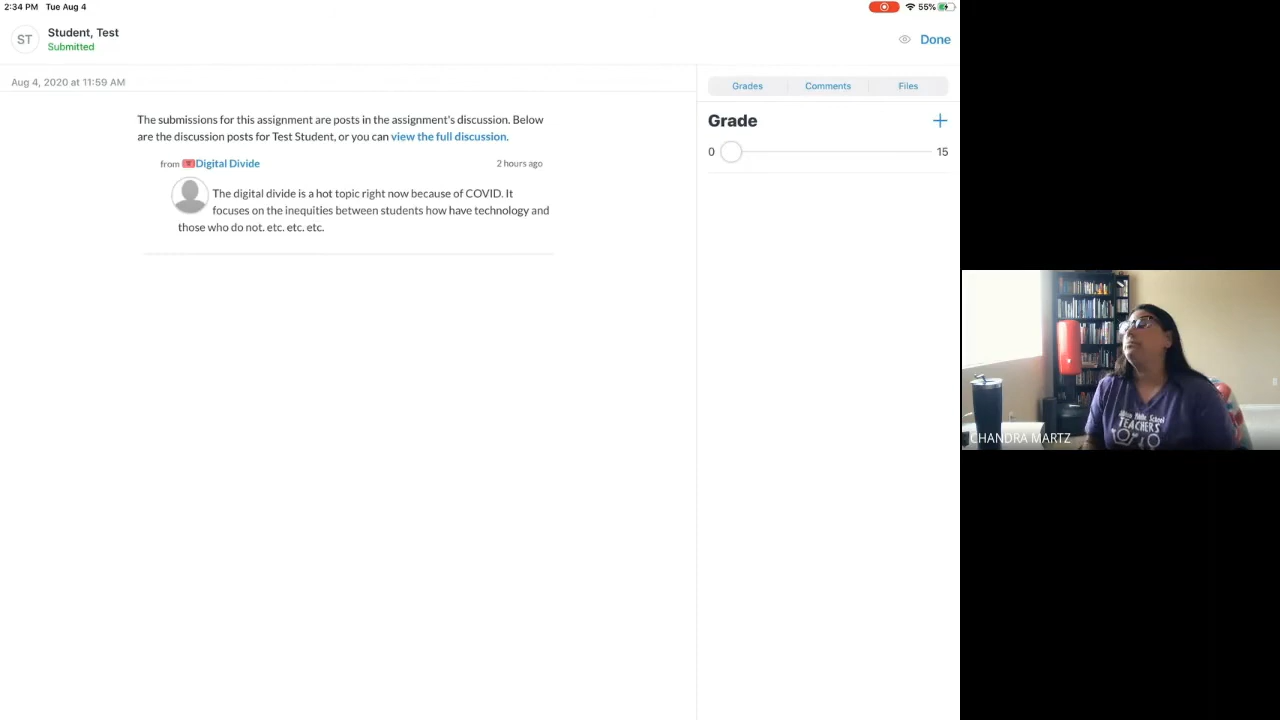 2:34 PM Tue Aug 4
55%
ST
Student, Test
Submitted
Done
Aug 4, 2020 at 11:59 AM
Grades
Comments
Files
The submissions for this assignment are posts in the assignment's discussion. Below
are the discussion posts for Test Student, or you can view the full discussion.
Grade
0
15
from Digital Divide
2 hours ago
The digital divide is a hot topic right now because of COVID. It
focuses on the inequities between students how have technology and
those who do not. etc. etc. etc.
Middle School
TEACHERS
CHANDRA MARTZ